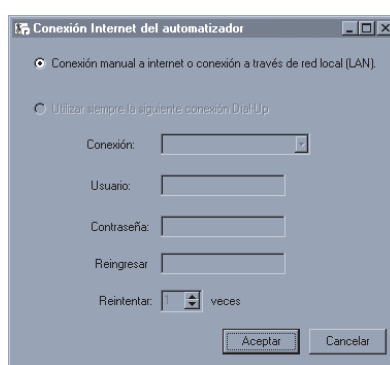 Conexión Internet del automatizador
Conexión manual a internet o conexión a través de red local (LAN).
Utilizar siempre la siguiente conexión Dial-Up
Conexión:
Usuario:
Contraseña:
Reingresar
Reintentar: 1 veces
Aceptar Cancelar